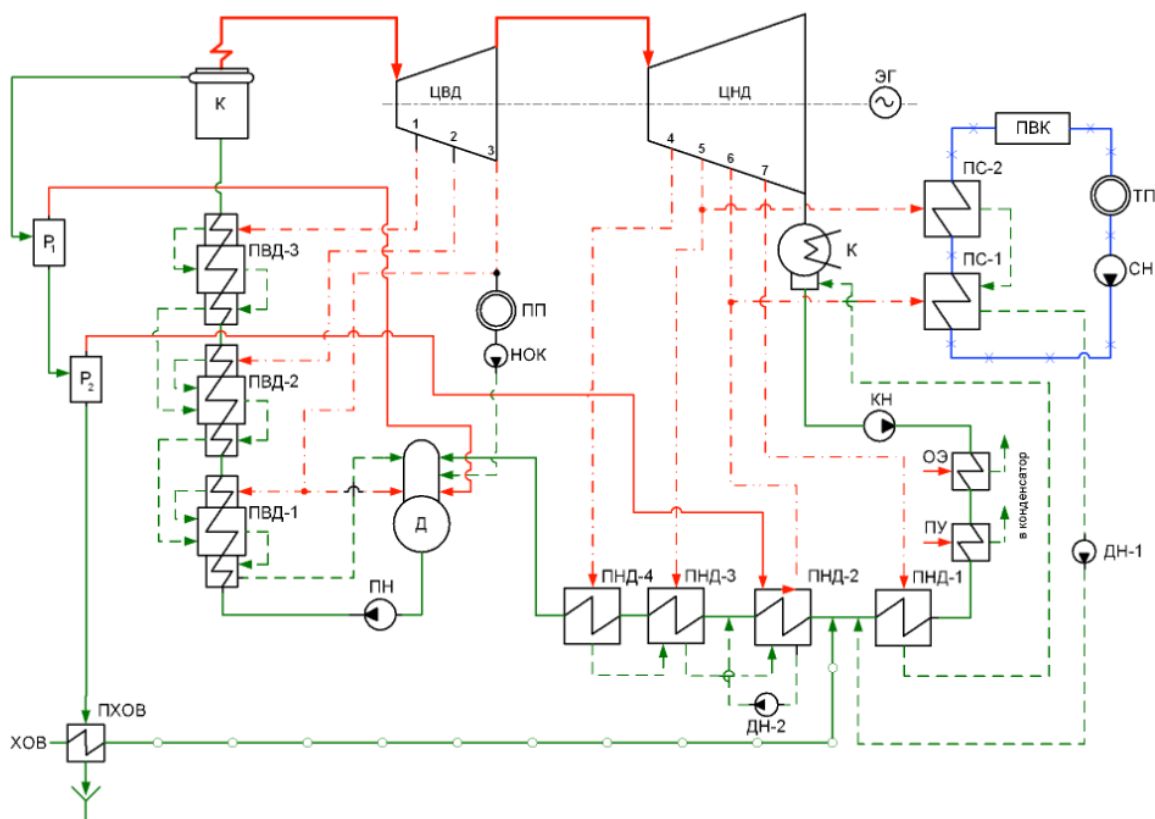 ЭГ
ЦВД
ЦНД
К
ПВК
1
2
3
4
5
6
7
ПС-2
ТП
Р1
ПВД-3
К
ПС-1
СН
ПП
НОК
Р2
ПВД-2
КН
ОЭ
ПВД-1
Д
ПУ
в конденсатор
ДН-1
ПН
ПНД-4
ПНД-3
ПНД-2
ПНД-1
ДН-2
ПХОВ
ХОВ